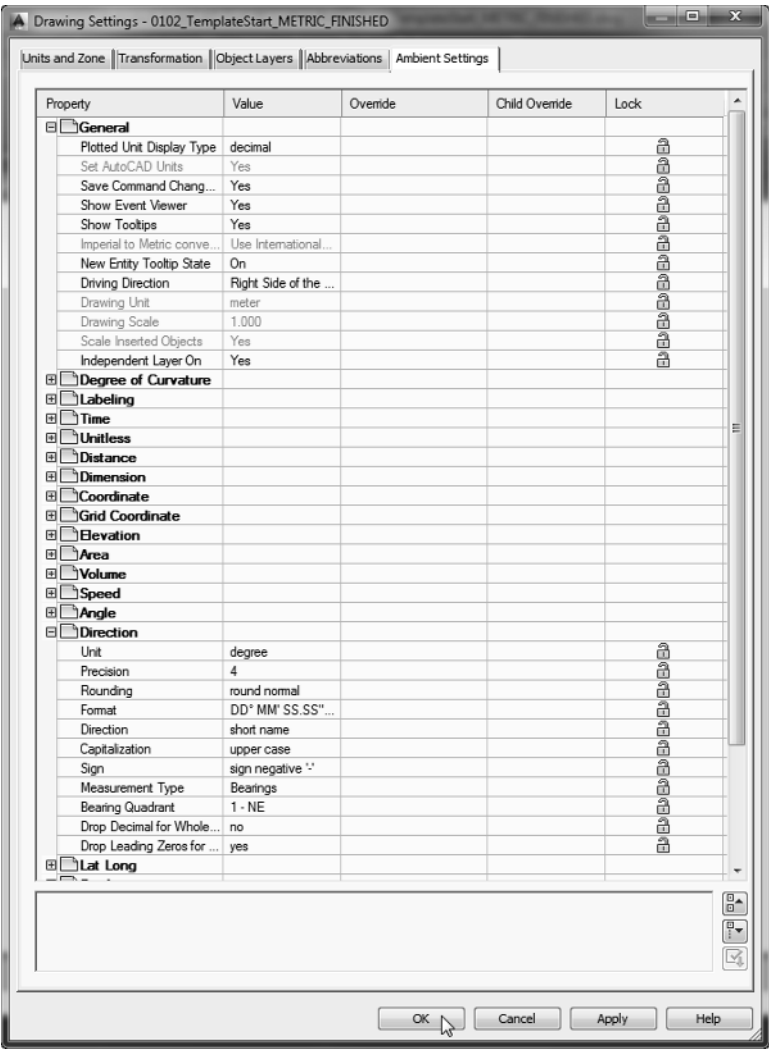 Drawing Settings - 0102_TemplateStart_METRIC_FINISHED
Units and Zone Transformation Object Layers Abbreviations Ambient Settings
Property Value Override Child Override Lock
General
Plotted Unit Display Type decimal
Set AutoCAD Units Yes
Save Command Chang... Yes
Show Event Viewer Yes
Show Tooltips Yes
Imperial to Metric conve... Use International...
New Entity Tooltip State On
Driving Direction Right Side of the ...
Drawing Unit meter
Drawing Scale 1.000
Scale Inserted Objects Yes
Independent Layer On Yes
Degree of Curvature
Labeling
Time
Unitless
Distance
Dimension
Coordinate
Grid Coordinate
Elevation
Area
Volume
Speed
Angle
Direction
Unit degree
Precision 4
Rounding round normal
Format DD° MM' SS.SS"...
Direction short name
Capitalization upper case
Sign sign negative '-'
Measurement Type Bearings
Bearing Quadrant 1 - NE
Drop Decimal for Whole... no
Drop Leading Zeros for ... yes
Lat Long
OK Cancel Apply Help